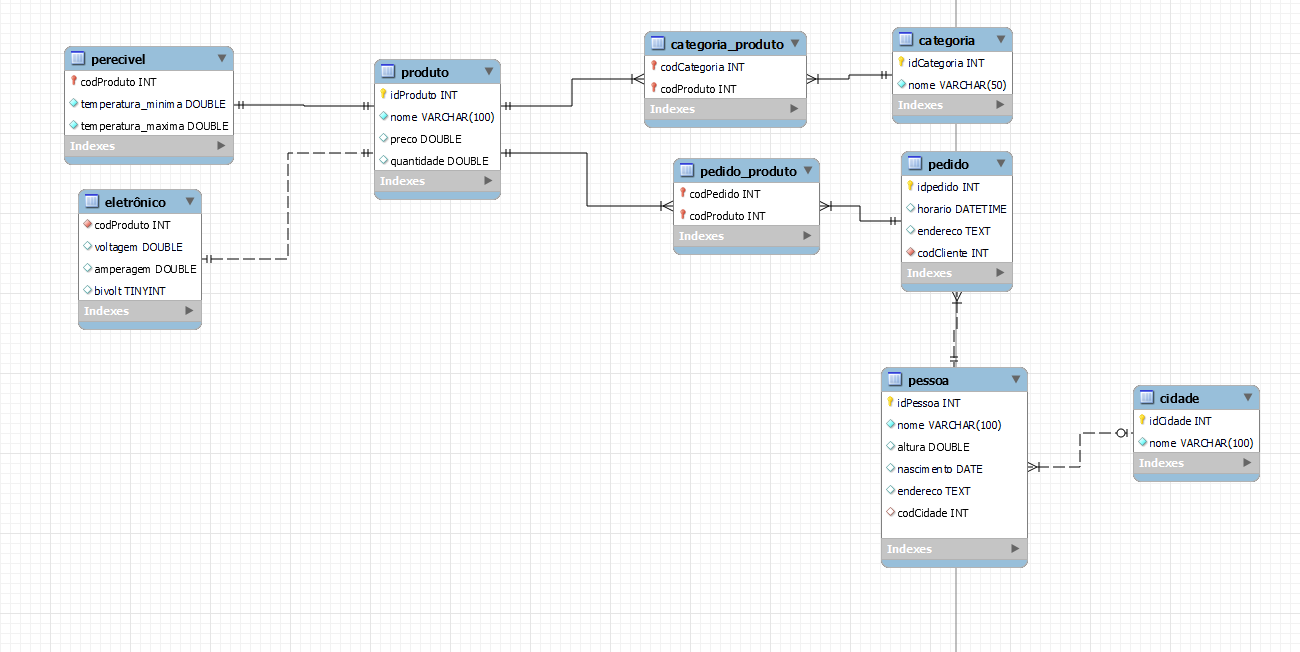 perecivel
codProduto INT
temperatura_minima DOUBLE
temperatura_maxima DOUBLE
Indexes
eletrônico
codProduto INT
voltagem DOUBLE
amperagem DOUBLE
bivolt TINYINT
Indexes
produto
idProduto INT
nome VARCHAR(100)
preco DOUBLE
quantidade DOUBLE
Indexes
categoria_produto
codCategoria INT
codProduto INT
Indexes
categoria
idCategoria INT
nome VARCHAR(50)
Indexes
pedido_produto
codPedido INT
codProduto INT
Indexes
pedido
idpedido INT
horario DATETIME
endereco TEXT
codCliente INT
Indexes
pessoa
idPessoa INT
nome VARCHAR(100)
altura DOUBLE
nascimento DATE
endereco TEXT
codCidade INT
Indexes
cidade
idCidade INT
nome VARCHAR(100)
Indexes